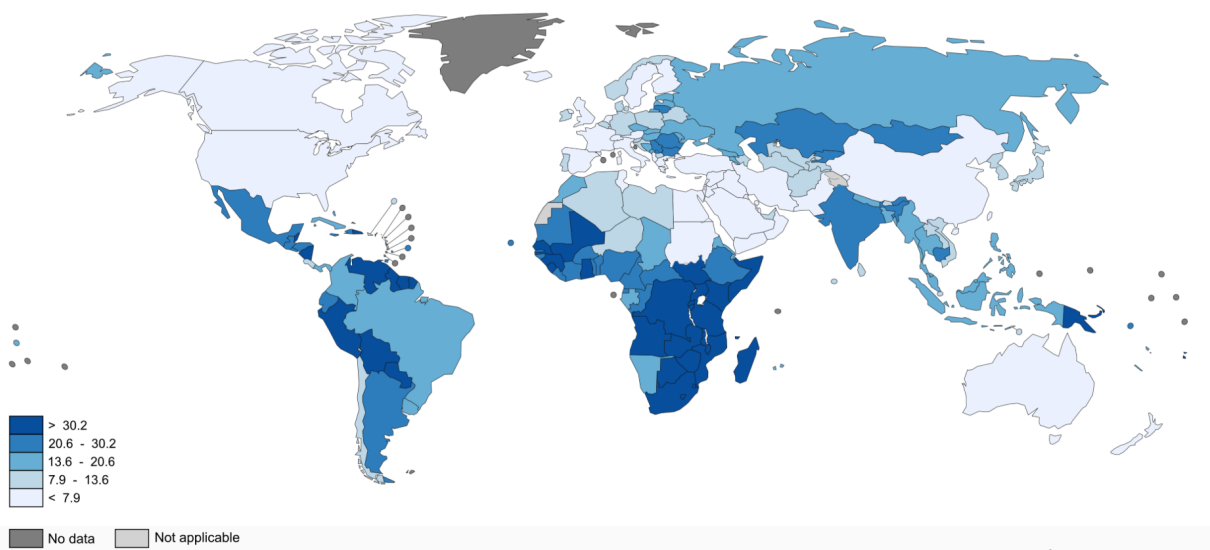 > 30.2
20.6 - 30.2
13.6 - 20.6
7.9 - 13.6
< 7.9
No data
Not applicable